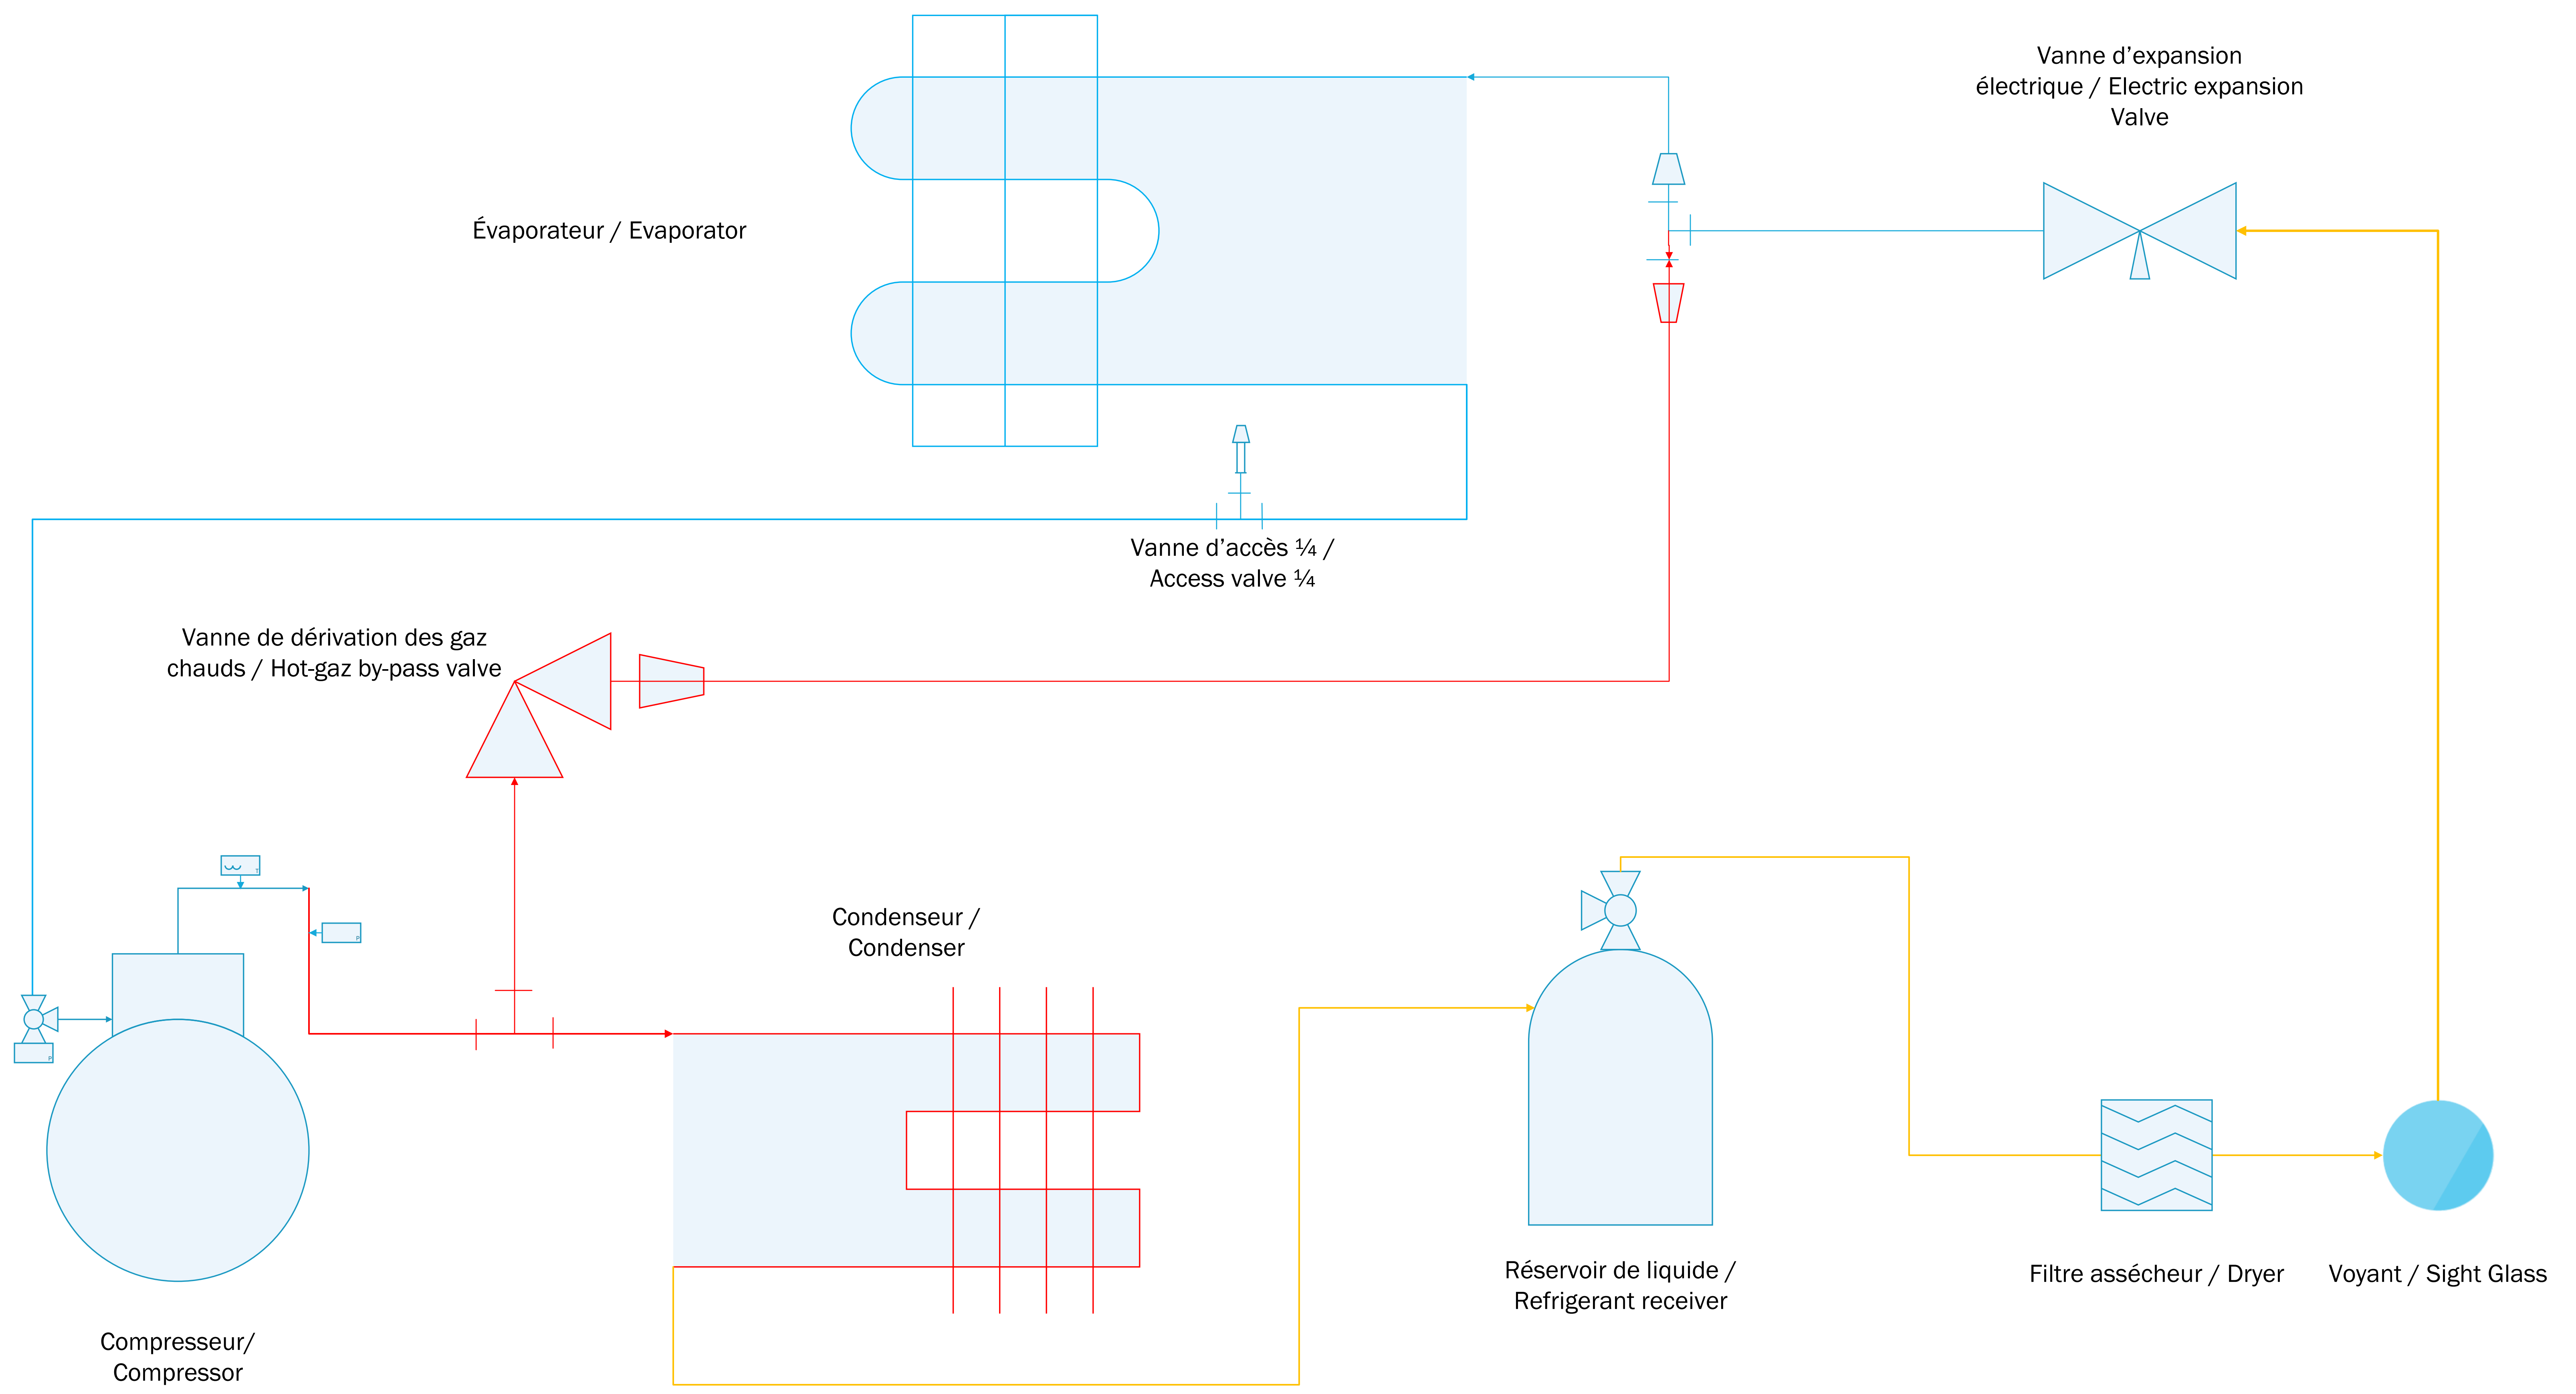 Vanne d’expansion
électrique / Electric expansion
Valve
Évaporateur / Evaporator
Vanne d’accès ¼ /
Access valve ¼
Vanne de dérivation des gaz
chauds / Hot-gaz by-pass valve
T
P
Condenseur /
Condenser
P
Réservoir de liquide /
Refrigerant receiver
Filtre assécheur / Dryer
Voyant / Sight Glass
Compresseur/
Compressor